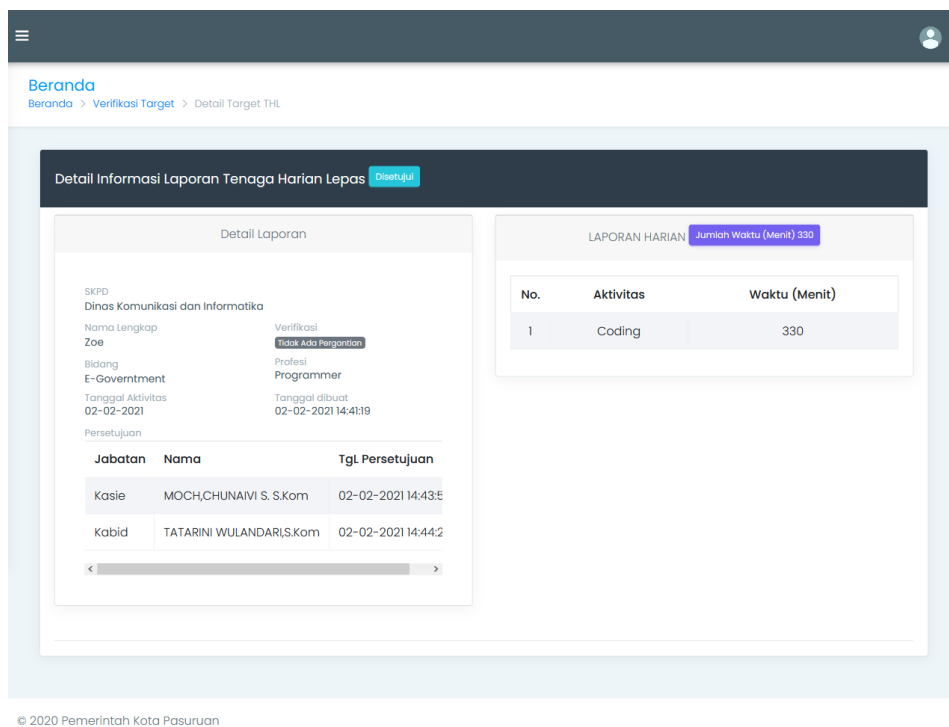 Beranda
Beranda > Verifikasi Target > Detail Target THL
Detail Informasi Laporan Tenaga Harian Lepas Disetujui
Detail Laporan
SKPD
Dinas Komunikasi dan Informatika
Nama Lengkap Verifikasi
Zoe Tidak Ada Pergantian
Bidang Profesi
E-Governtment Programmer
Tanggal Aktivitas Tanggal dibuat
02-02-2021 02-02-2021 14:41:19
Persetujuan
Jabatan Nama TgL Persetujuan
Kasie MOCH,CHUNAIVI S. S.Kom 02-02-2021 14:43:5
Kabid TATARINI WULANDARI,S.Kom 02-02-2021 14:44:2
LAPORAN HARIAN Jumlah Waktu (Menit) 330
No. Aktivitas Waktu (Menit)
1 Coding 330
© 2020 Pemerintah Kota Pasuruan